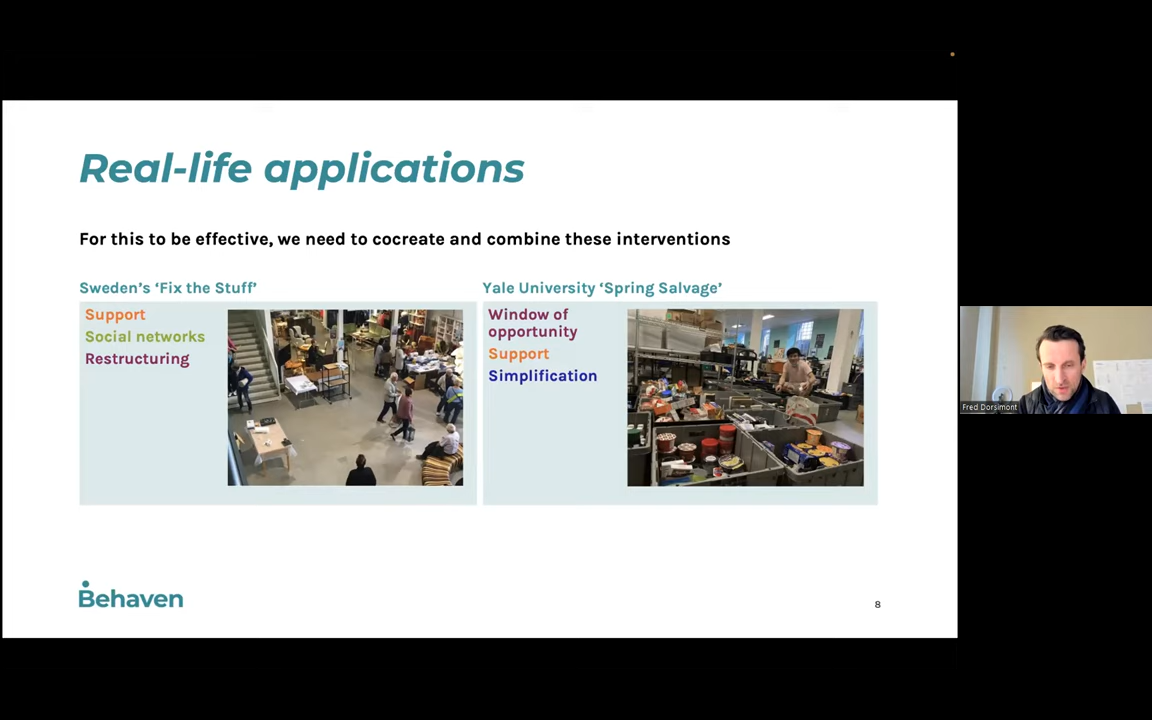 Real-life applications
For this to be effective, we need to cocreate and combine these interventions
Sweden's ‘Fix the Stuff’
Support
Social networks
Restructuring
Yale University ‘Spring Salvage’
Window of
opportunity
Support
Simplification
Fred Dorsimont
Behaven
8